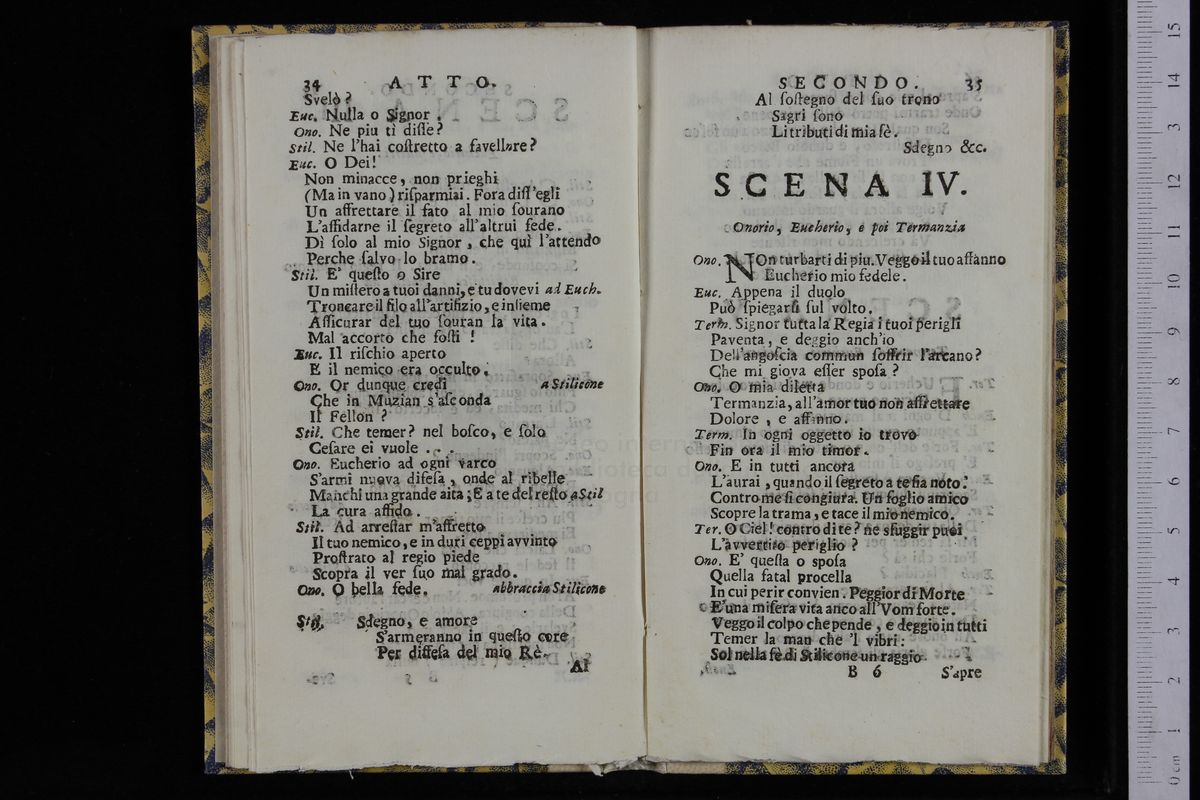 34 ATTO.
Svelò?
Euc. Nulla o Signor.
Ono. Ne piu ti disse?
Stil. Ne l'hai costretto a favellare?
Euc. O Dei!
Non minacce, non prieghi
(Ma in vano) risparmiai. Fora diss'egli
Un affrettare il fato al mio sourano
L'affidarne il segreto all'altrui fede.
Dì solo al mio Signor, che quì l'attendo
Perche salvo lo bramo.
Stil. E' questo o Sire
Un mistero a tuoi danni, e tu dovevi ad Euch.
Troncare il filo all'artifizio, e insieme
Assicurar del tuo souran la vita.
Mal accorto che fosti !
Euc. Il rischio aperto
E il nemico era occulto.
Ono. Or dunque credi a Stilicone
Che in Muzian s'asconda
Il Fellon ?
Stil. Che temer? nel bosco, e solo
Cesare ei vuole . . .
Ono. Eucherio ad ogni varco
S'armi nuova difesa, onde al ribelle
Manchi una grande aita; E a te del resto a Stil
La cura affido.
Stil. Ad arrestar m'affretto
Il tuo nemico, e in duri ceppi avvinto
Prostrato al regio piede
Scopra il ver suo mal grado.
Ono. O bella fede. abbraccia Stilicone
Stil. Sdegno, e amore
S'armeranno in questo core
Per diffesa del mio Rè.
Al
SECONDO. 35
Al sostegno del suo trono
Sagri sono
Li tributi di mia fè.
Sdegno &c.
SCENA IV.
Onorio, Eucherio, e poi Termanzia
Ono. NOn turbarti di piu. Veggo il tuo affanno
Eucherio mio fedele.
Euc. Appena il duolo
Può spiegarsi sul volto.
Term. Signor tutta la Regia i tuoi perigli
Paventa, e deggio anch'io
Dell'angoscia commun soffrir l'arcano?
Che mi giova esser sposa ?
Ono. O mia diletta
Termanzia, all'amor tuo non affrettare
Dolore, e affanno.
Term. In ogni oggetto io trovo
Fin ora il mio timor.
Ono. E in tutti ancora
L'aurai, quando il segreto a te fia noto.
Contro me si congiura. Un foglio amico
Scopre la trama, e tace il mio nemico.
Ter. O Ciel! contro di te? ne sfuggir puoi
L'avvertito periglio ?
Ono. E' questa o sposa
Quella fatal procella
In cui perir convien. Peggior di Morte
E' una misera vita anco all'Vom forte.
Veggo il colpo che pende, e deggio in tutti
Temer la man che 'l vibri:
Sol nella fè di Stilicone un raggio
B 6 S'apre